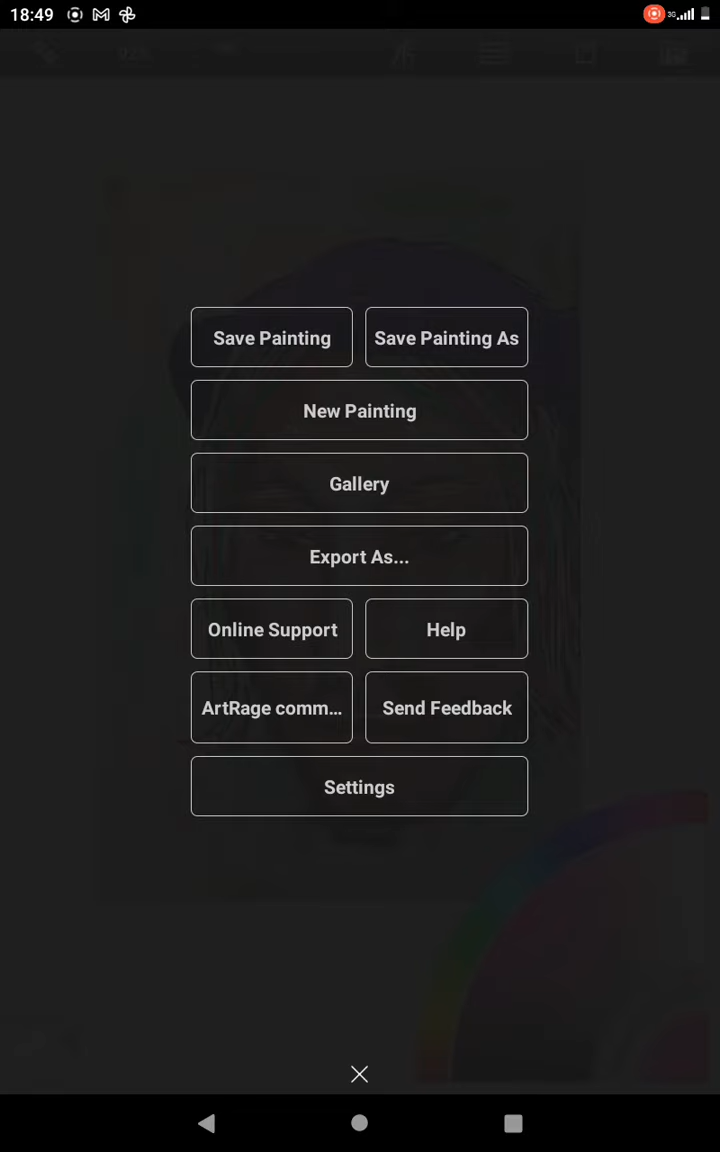 18:49
3G
Save Painting
Save Painting As
New Painting
Gallery
Export As...
Online Support
Help
ArtRage comm...
Send Feedback
Settings